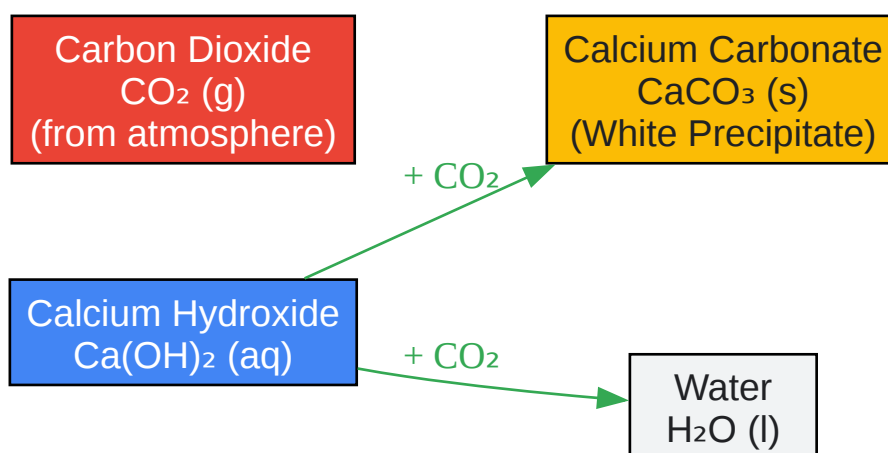 Carbon Dioxide
CO₂ (g)
(from atmosphere)
Calcium Carbonate
CaCO₃ (s)
(White Precipitate)
+ CO₂
Calcium Hydroxide
Ca(OH)₂ (aq)
+ CO₂
Water
H₂O (l)